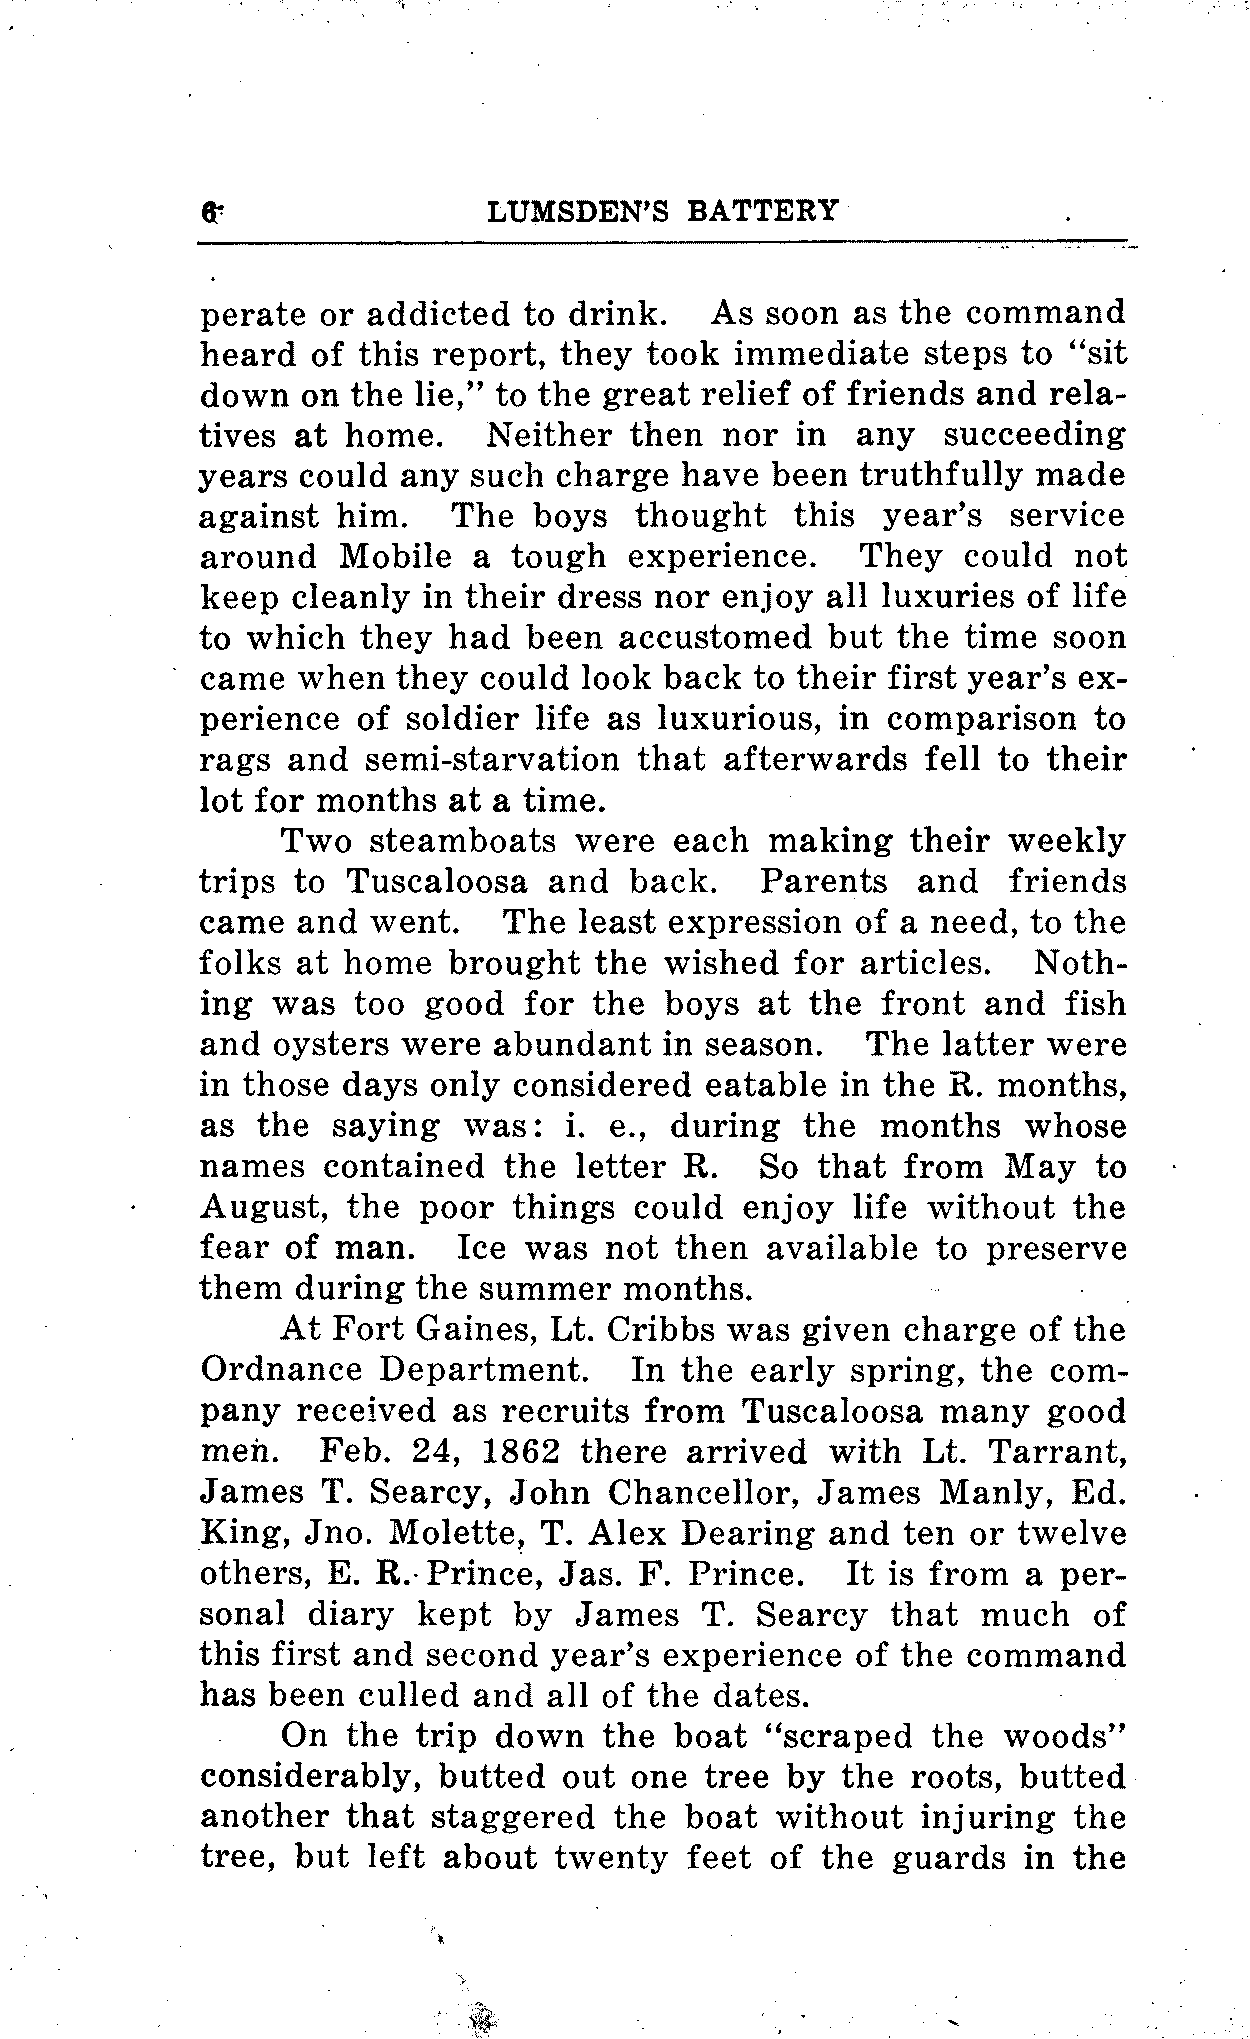 6 LUMSDEN'S BATTERY
perate or addicted to drink. As soon as the command
heard of this report, they took immediate steps to “sit
down on the lie,” to the great relief of friends and rela-
tives at home. Neither then nor in any succeeding
years could any such charge have been truthfully made
against him. The boys thought this year's service
around Mobile a tough experience. They could not
keep cleanly in their dress nor enjoy all luxuries of life
to which they had been accustomed but the time soon
came when they could look back to their first year's ex-
perience of soldier life as luxurious, in comparison to
rags and semi-starvation that afterwards fell to their
lot for months at a time.
Two steamboats were each making their weekly
trips to Tuscaloosa and back. Parents and friends
came and went. The least expression of a need, to the
folks at home brought the wished for articles. Noth-
ing was too good for the boys at the front and fish
and oysters were abundant in season. The latter were
in those days only considered eatable in the R. months,
as the saying was: i. e., during the months whose
names contained the letter R. So that from May to
August, the poor things could enjoy life without the
fear of man. Ice was not then available to preserve
them during the summer months.
At Fort Gaines, Lt. Cribbs was given charge of the
Ordnance Department. In the early spring, the com-
pany received as recruits from Tuscaloosa many good
men. Feb. 24, 1862 there arrived with Lt. Tarrant,
James T. Searcy, John Chancellor, James Manly, Ed.
King, Jno. Molette, T. Alex Dearing and ten or twelve
others, E. R. Prince, Jas. F. Prince. It is from a per-
sonal diary kept by James T. Searcy that much of
this first and second year's experience of the command
has been culled and all of the dates.
On the trip down the boat “scraped the woods”
considerably, butted out one tree by the roots, butted
another that staggered the boat without injuring the
tree, but left about twenty feet of the guards in the